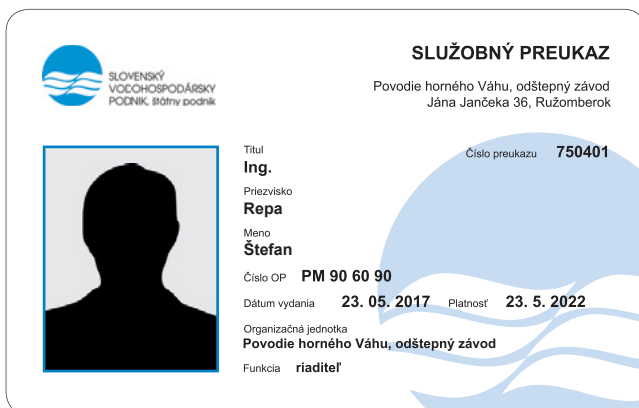 SLOVENSKÝ
VODOHOSPODÁRSKY
PODNIK, štátny podnik
SLUŽOBNÝ PREUKAZ
Povodie horného Váhu, odštepný závod
Jána Jančeka 36, Ružomberok
Titul
Ing.
Číslo preukazu 750401
Priezvisko
Repa
Meno
Štefan
Číslo OP PM 90 60 90
Dátum vydania 23. 05. 2017 Platnosť 23. 5. 2022
Organizačná jednotka
Povodie horného Váhu, odštepný závod
Funkcia riaditeľ